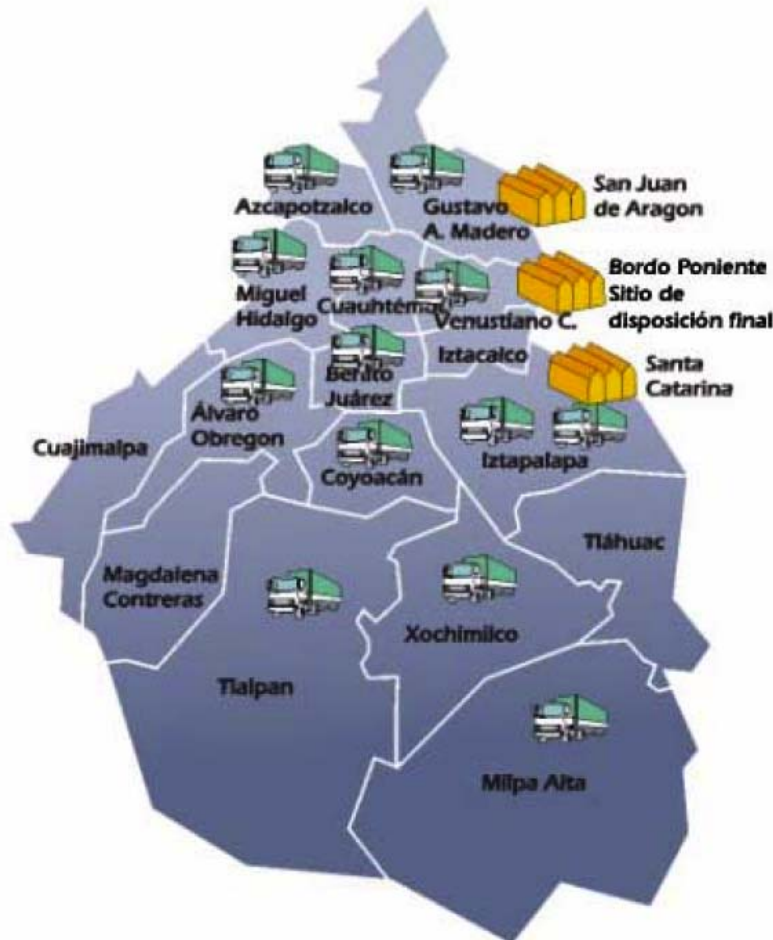 Azcapotzalco
Gustavo
A. Madero
San Juan
de Aragon
Miguel
Hidalgo
Cuauhtémo
Venustiano C.
Bordo Poniente
Sitio de
disposición final
Iztacalco
Benito
Juárez
Santa
Catarina
Álvaro
Obregon
Cuajimalpa
Coyoacán
Iztapalapa
Tláhuac
Magdalena
Contreras
Xochimilco
Tlalpan
Milpa Alta